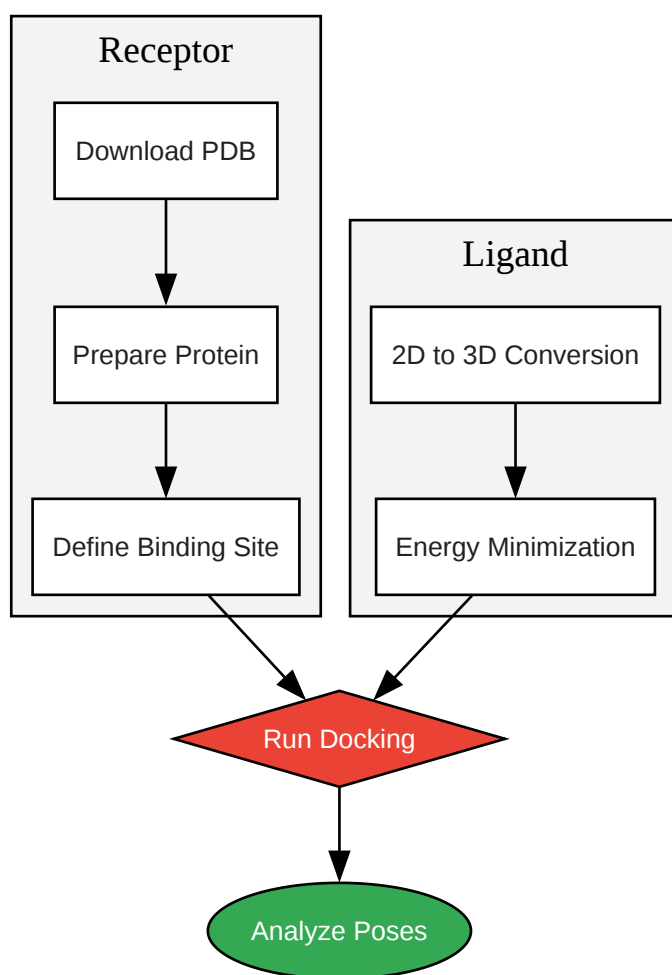 Receptor
Download PDB
Prepare Protein
Define Binding Site
Ligand
2D to 3D Conversion
Energy Minimization
Run Docking
Analyze Poses